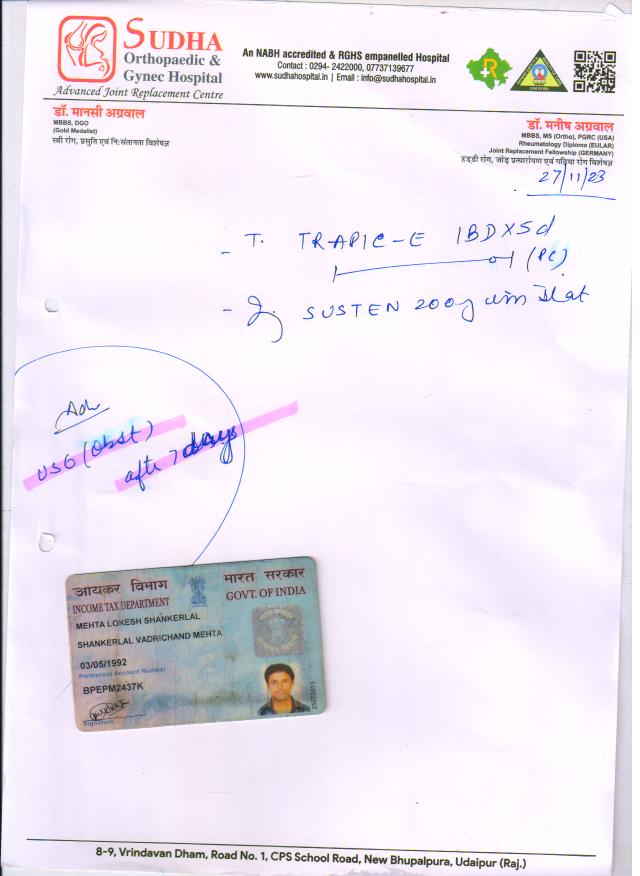 SUDHA
Orthopaedic &
Gynec Hospital
Advanced Joint Replacement Centre
An NABH accredited & RGHS empanelled Hospital
Contact : 0294- 2422000, 07737139677
www.sudhahospital.in | Email : info@sudhahospital.in
R
CERTIFIED
डॉ. मानसी अग्रवाल
MBBS, DGO
(Gold Medalist)
स्त्री रोग, प्रसुति एवं नि:संतानता विशेषज्ञ
डॉ. मनीष अग्रवाल
MBBS, MS (Ortho), PGRC (USA)
Rheumatology Diploma (EULAR)
Joint Replacement Fellowship (GERMANY)
हड्डी रोग, जोड़ प्रत्यारोपण एवं गठिया रोग विशेषज्ञ
27/11/23
- T. TRAPIC-E 1BDX5d
(PC)
- SUSTEN 200 stat
Adv
USG (Obst)
after 7 days
आयकर विभाग
INCOME TAX DEPARTMENT
भारत सरकार
GOVT. OF INDIA
MEHTA LOKESH SHANKERLAL
SHANKERLAL VADRICHAND MEHTA
03/05/1992
Permanent Account Number
BPEPM2437K
Signature
25072013
8-9, Vrindavan Dham, Road No. 1, CPS School Road, New Bhupalpura, Udaipur (Raj.)